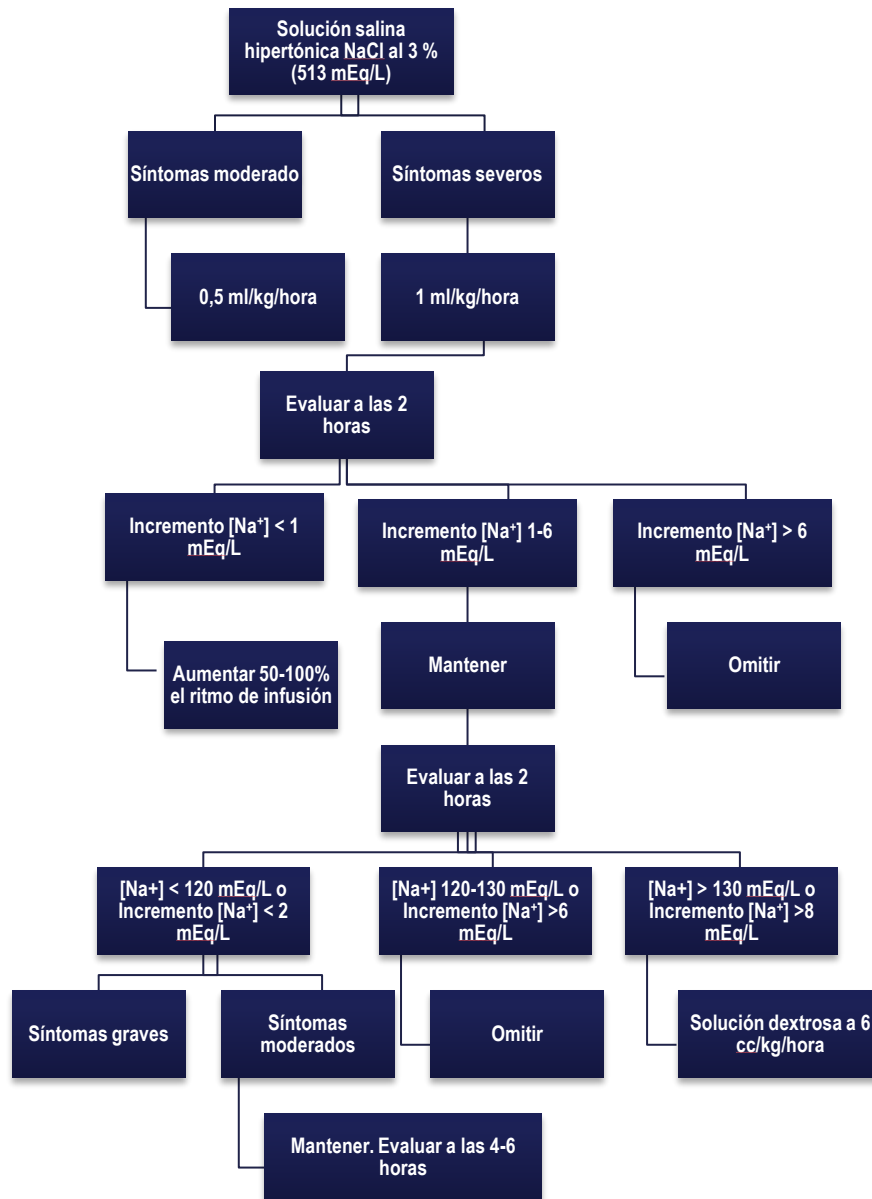 Solución salina
hipertónica NaCl al 3 %
(513 mEq/L)
Síntomas moderado
Síntomas severos
0,5 ml/kg/hora
1 ml/kg/hora
Evaluar a las 2
horas
Incremento [Na⁺] < 1
mEq/L
Incremento [Na⁺] 1-6
mEq/L
Incremento [Na⁺] > 6
mEq/L
Aumentar 50-100%
el ritmo de infusión
Mantener
Omitir
Evaluar a las 2
horas
[Na+] < 120 mEq/L o
Incremento [Na⁺] < 2
mEq/L
[Na+] 120-130 mEq/L o
Incremento [Na⁺] >6
mEq/L
[Na+] > 130 mEq/L o
Incremento [Na⁺] >8
mEq/L
Síntomas graves
Síntomas
moderados
Omitir
Solución dextrosa a 6
cc/kg/hora
Mantener. Evaluar a las 4-6
horas